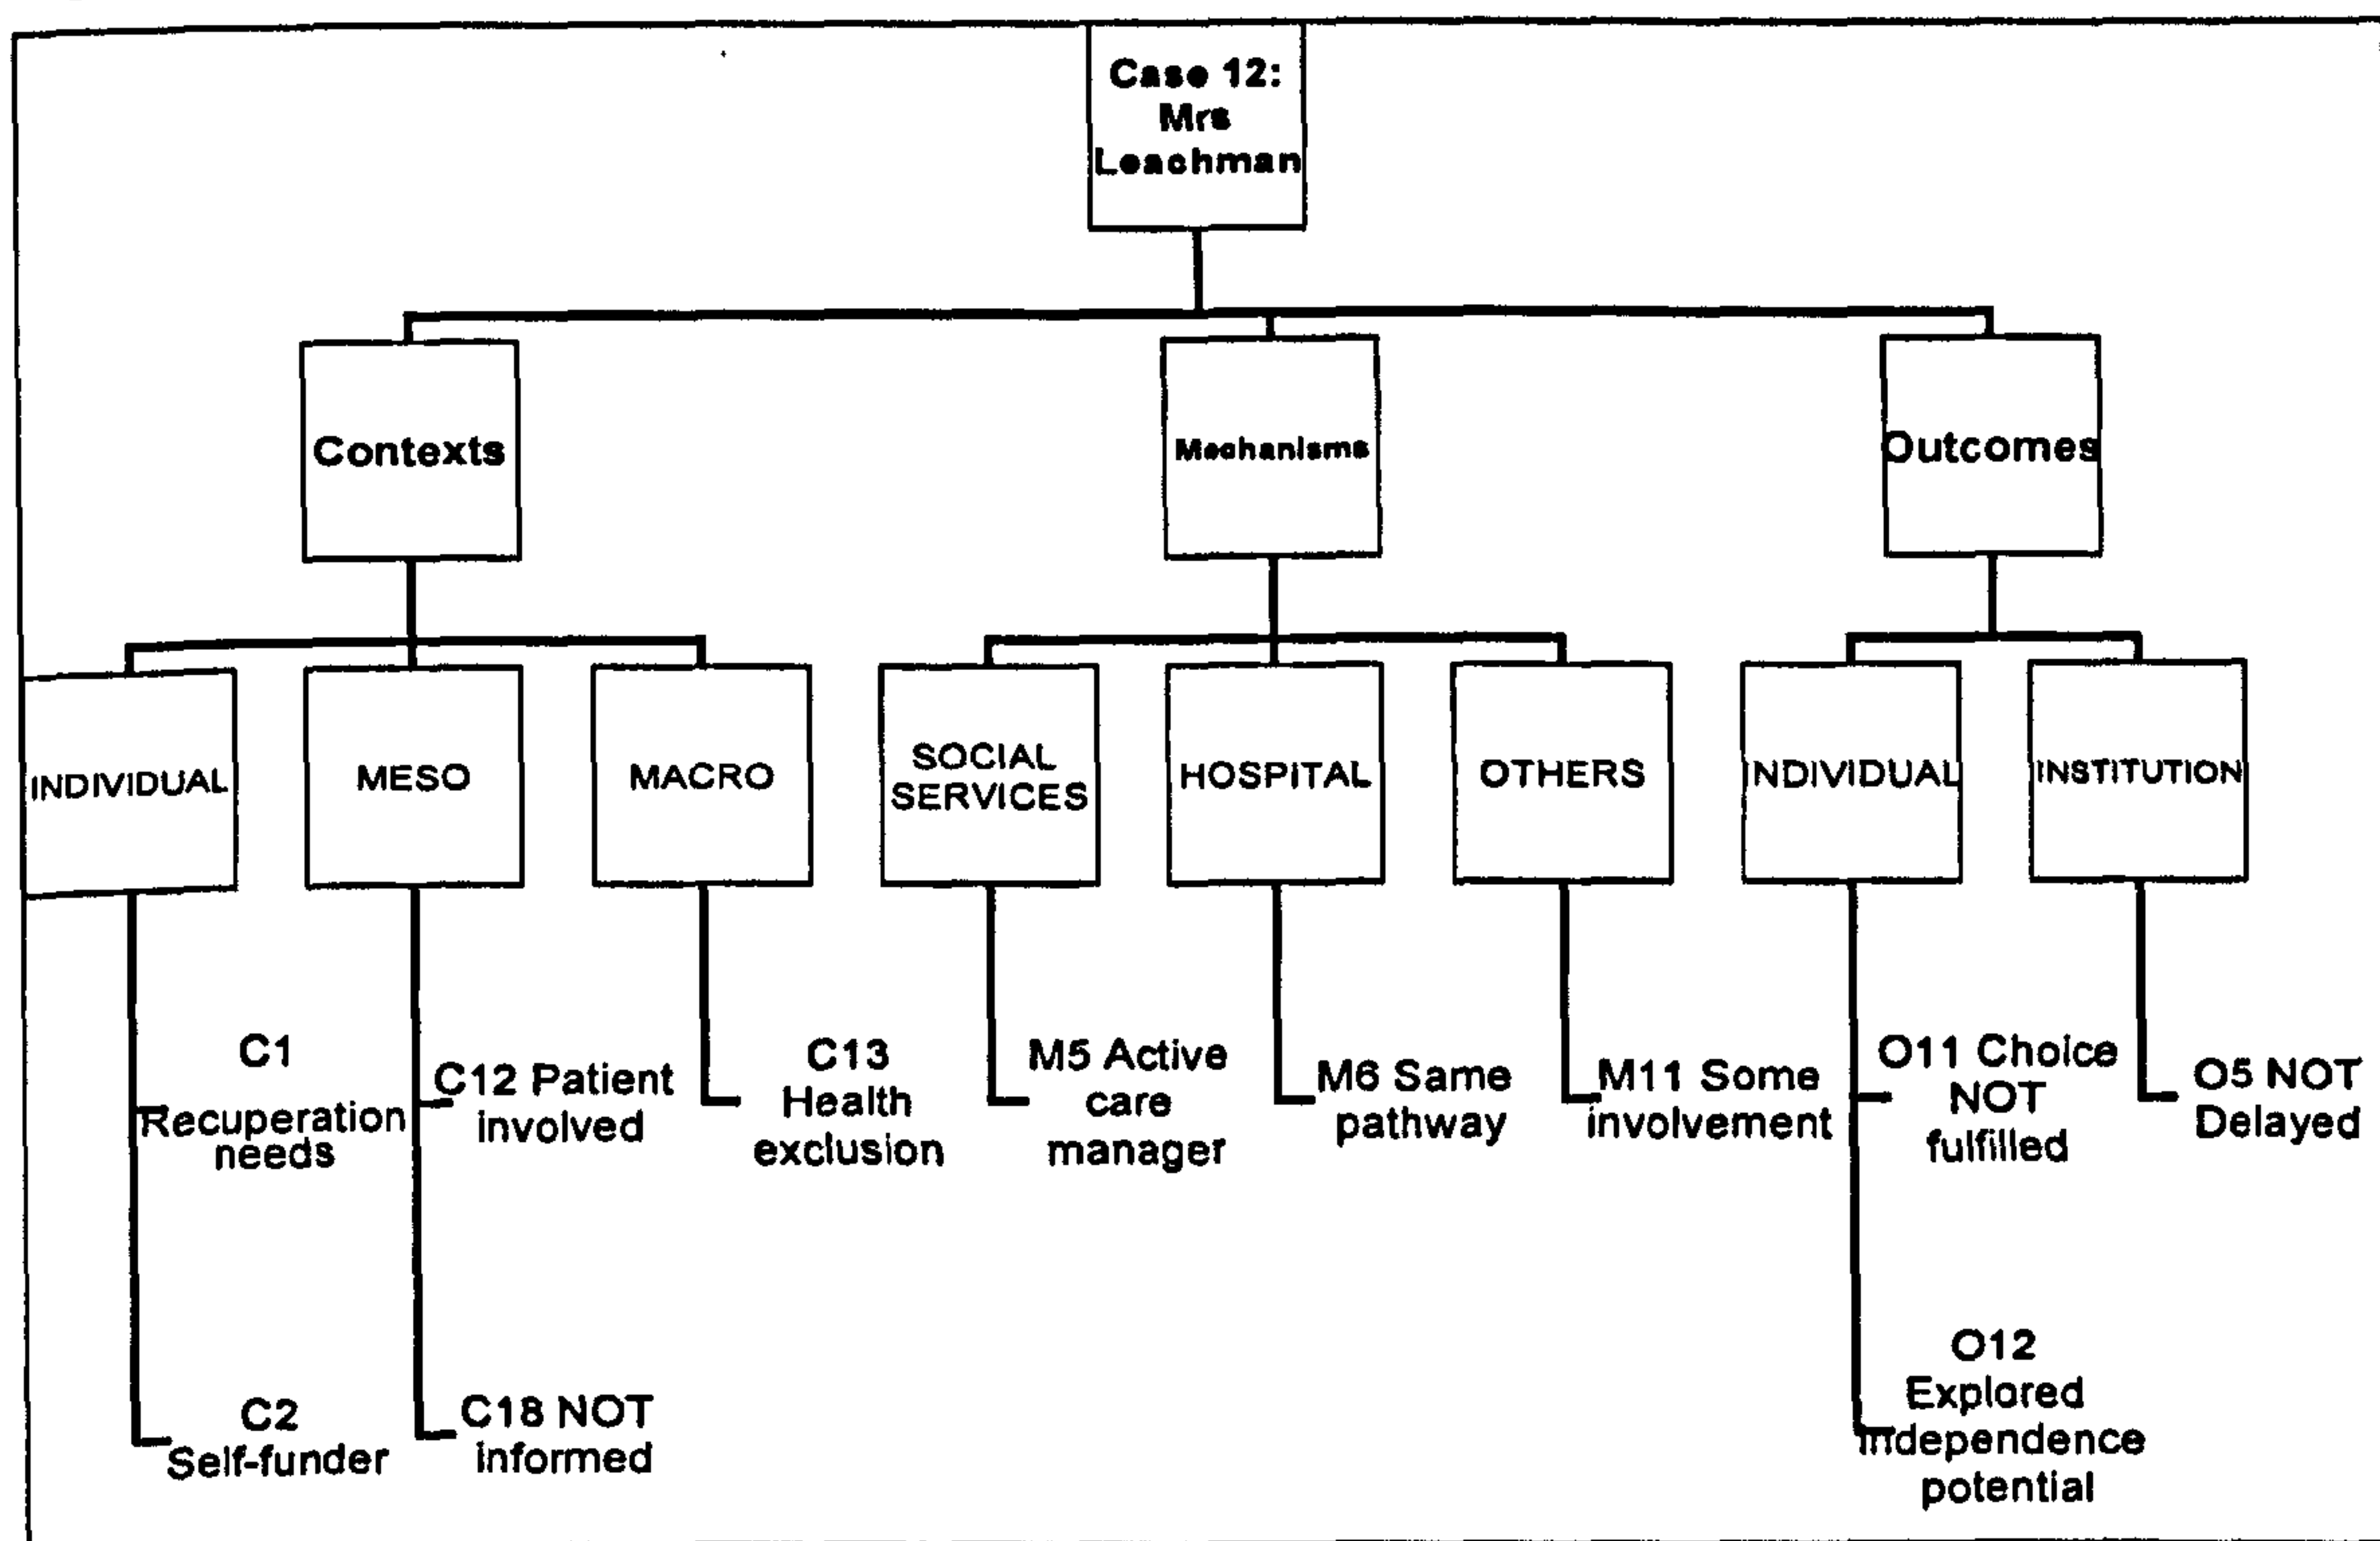 Case 12:
Mrs
Leachman
Contexts
Mechanisms
Outcomes
INDIVIDUAL
MESO
MACRO
SOCIAL
SERVICES
HOSPITAL
OTHERS
INDIVIDUAL
INSTITUTION
C1
Recuperation
needs
C12 Patient
involved
C13
Health
exclusion
M5 Active
care
manager
M6 Same
pathway
M11 Some
involvement
O11 Choice
NOT
fulfilled
O5 NOT
Delayed
C2
Self-funder
C18 NOT
informed
O12
Explored
independence
potential